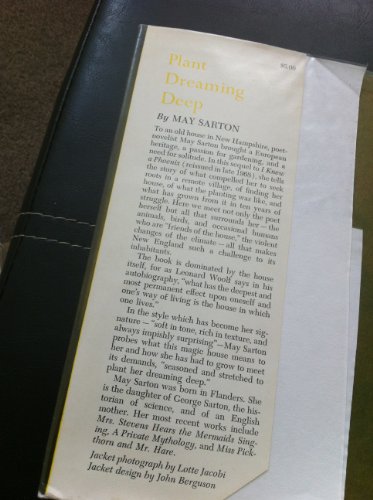 Plant
Dreaming
Deep
$5.00
By MAY SARTON
To an old house in New Hampshire, poet-
novelist May Sarton brought a European
heritage, a passion for gardening, and a
need for solitude. In this sequel to I Knew
a Phoenix (reissued in late 1968), she tells
the story of what compelled her to seek
roots in a remote village, of finding her
house, of what the planting was like, and
what has grown from it in ten years of
struggle. Here we meet not only the poet
herself but all that surrounds her—the
animals, birds, and occasional humans
who are "friends of the house," the violent
changes of the climate—all that makes
New England such a challenge to its
inhabitants.
The book is dominated by the house
itself, for as Leonard Woolf says in his
autobiography, "what has the deepest and
most permanent effect upon oneself and
one's way of living is the house in which
one lives."
In the style which has become her sig-
nature—"soft in tone, rich in texture, and
always impishly surprising"—May Sarton
probes what this magic house means to
her and how she has had to grow to meet
its demands, "seasoned and stretched to
plant her dreaming deep."
May Sarton was born in Flanders. She
is the daughter of George Sarton, the his-
torian of science, and of an English
mother. Her most recent works include
Mrs. Stevens Hears the Mermaids Sing-
ing, A Private Mythology, and Miss Pick-
thorn and Mr. Hare.
Jacket photograph by Lotte Jacobi
Jacket design by John Berguson